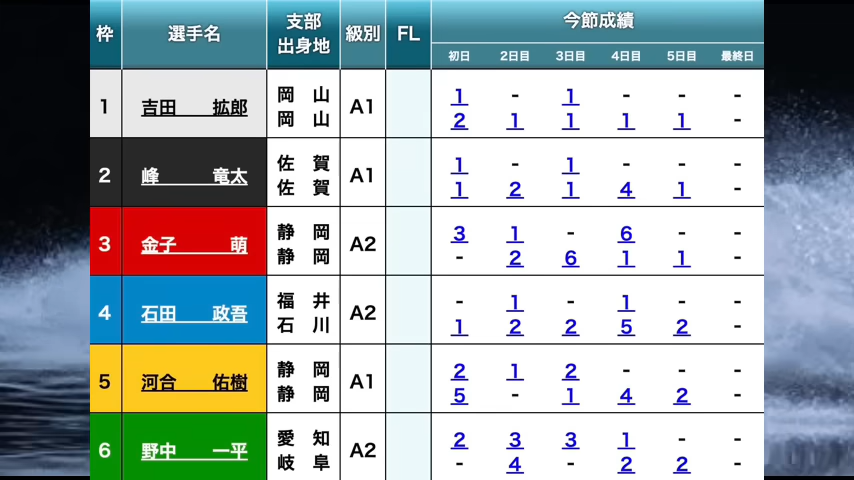 枠 選手名 支部 出身地 級別 FL 今節成績
初日 2日目 3日目 4日目 5日目 最終日
1 吉田 拡郎 岡山 A1 1 - 1 - - -
岡山 2 1 1 1 1 -
2 峰 竜太 佐賀 A1 1 - 1 - - -
佐賀 1 2 1 4 1 -
3 金子 萌 静岡 A2 3 1 - 6 - -
静岡 - 2 6 1 1 -
4 石田 政吾 福井 A2 - 1 - 1 - -
石川 1 2 2 5 2 -
5 河合 佑樹 静岡 A1 2 1 2 - - -
静岡 5 - 1 4 2 -
6 野中 一平 愛知 A2 2 3 3 1 - -
岐阜 - 4 - 2 2 -